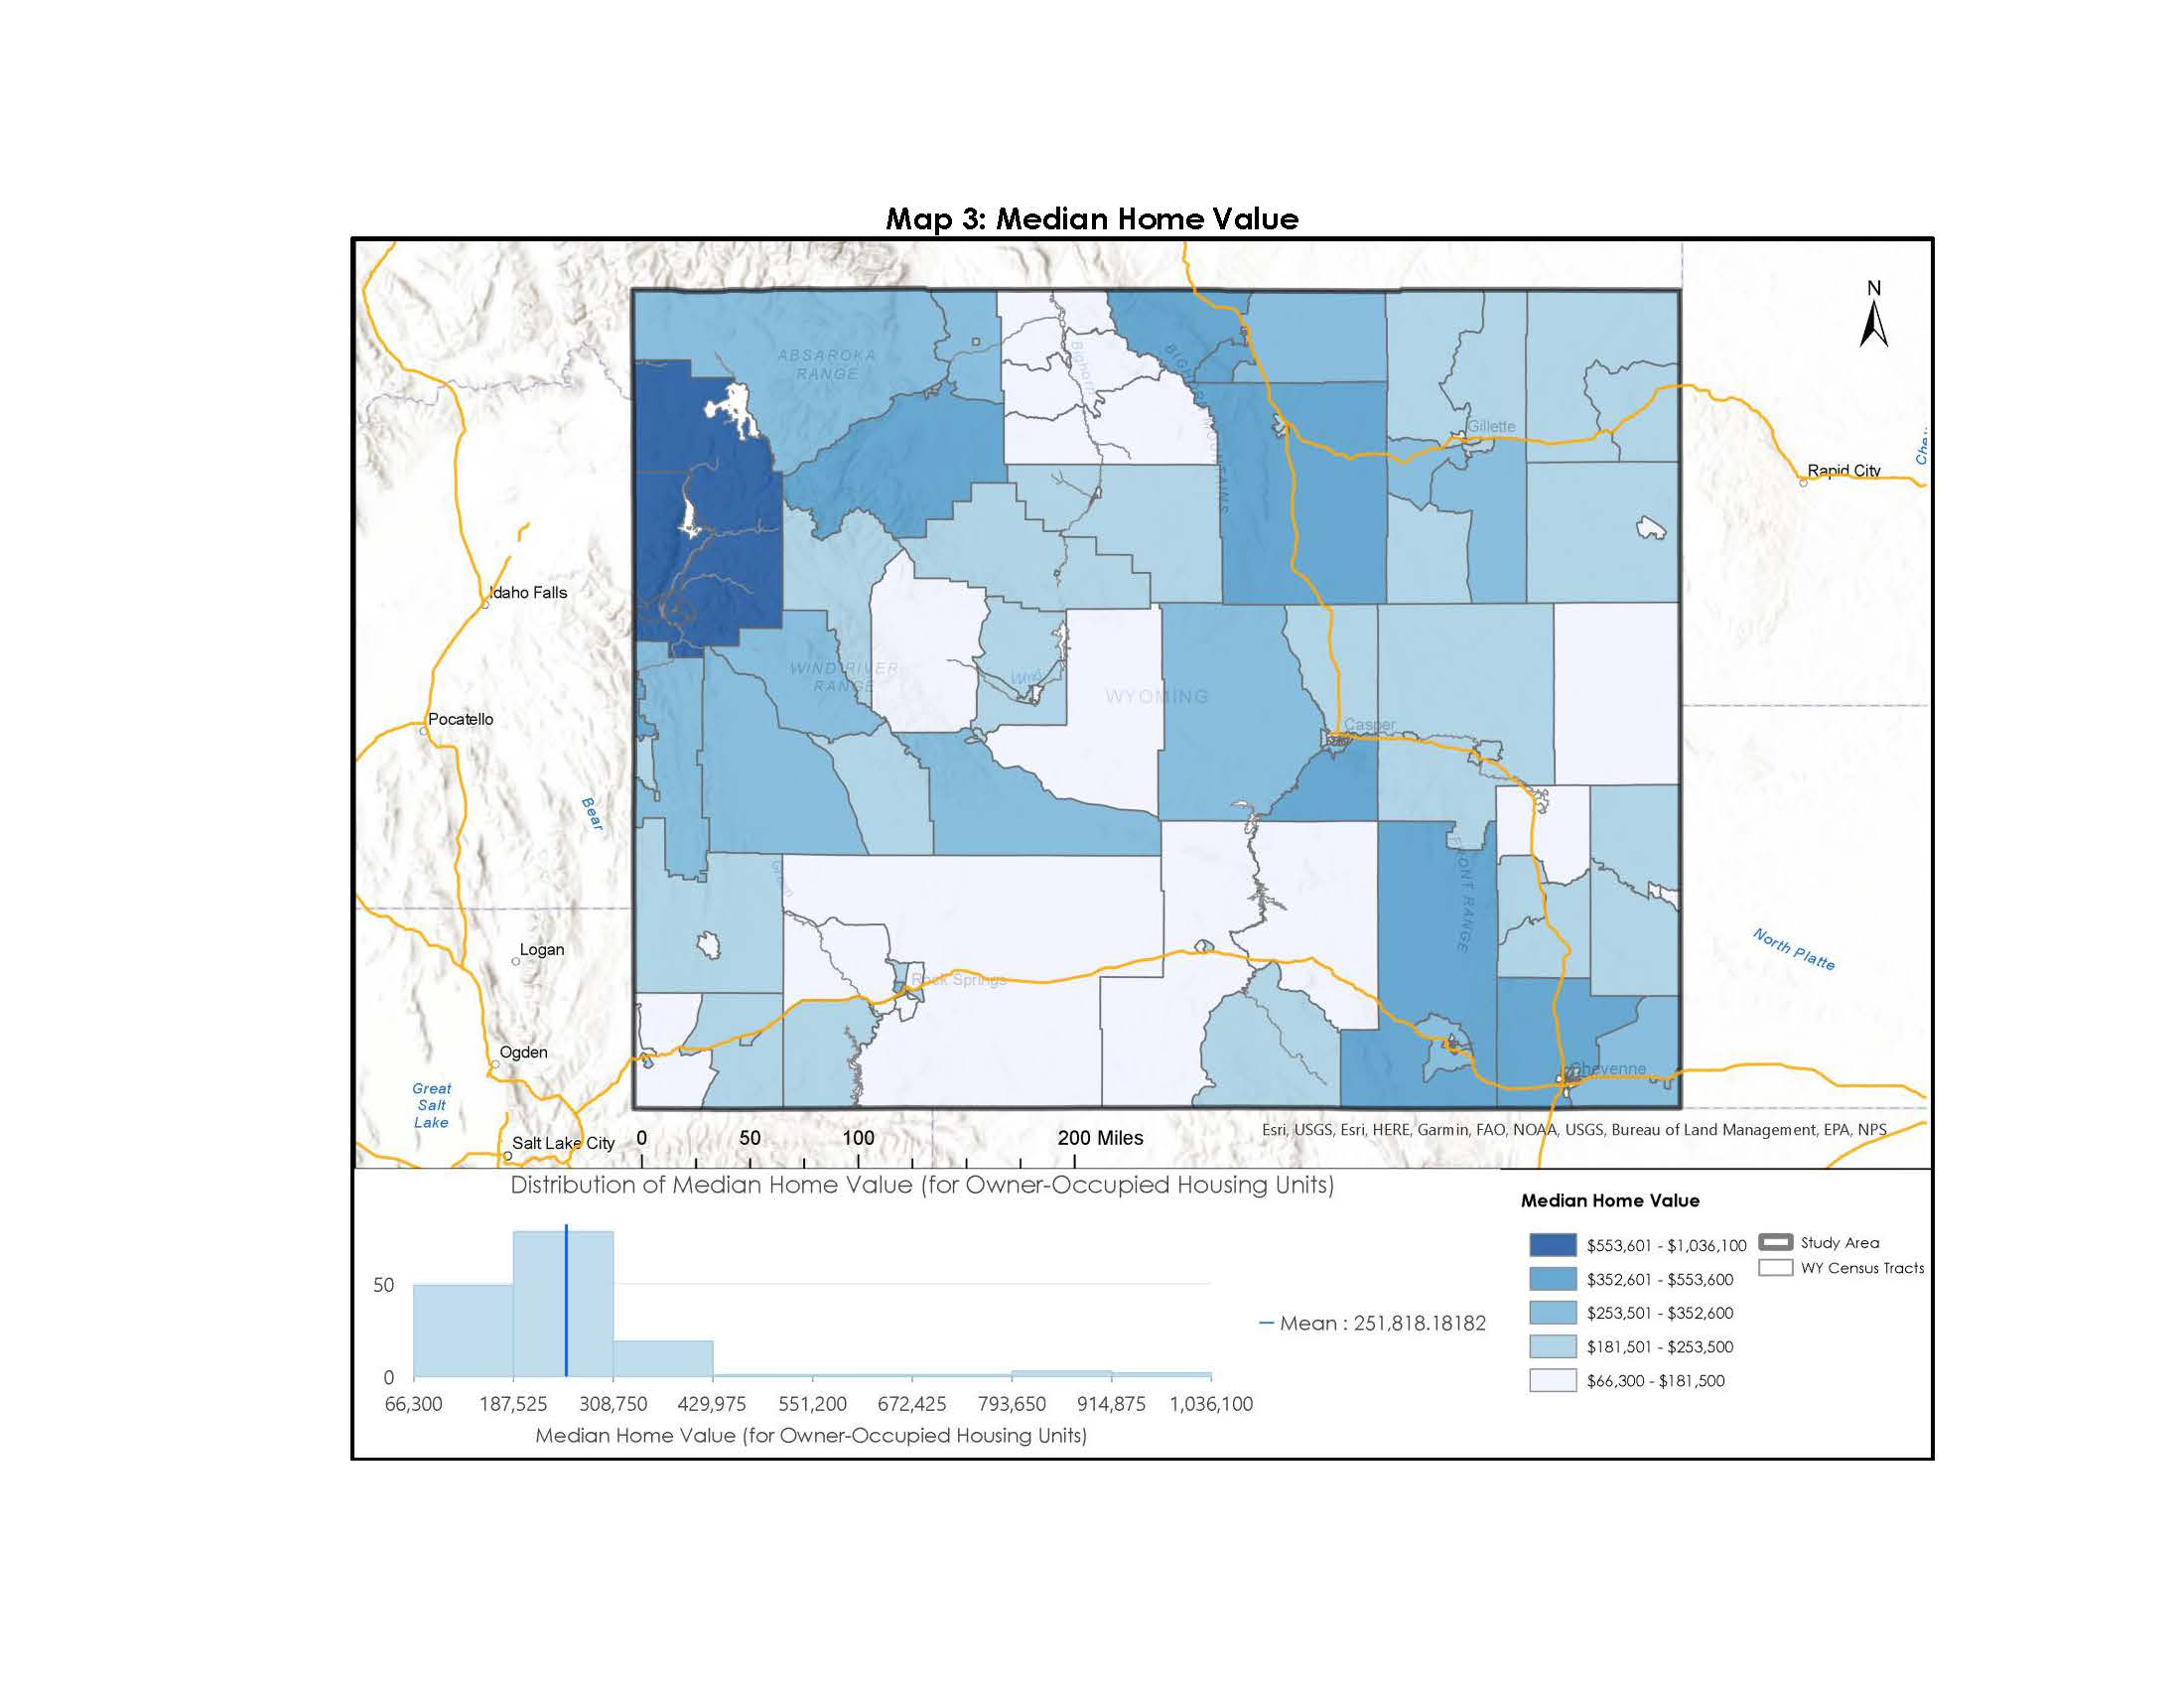 Map 3: Median Home Value
N
ABSAROKA
RANGE
Bighorn
BIGHORN MOUNTAINS
Gillette
Rapid City
Idaho Falls
WIND RIVER
RANGE
WYOMING
Pocatello
Casper
Bear
Green
FRONT RANGE
Logan
North Platte
Rock Springs
Ogden
Cheyenne
Great
Salt
Lake
Salt Lake City
0 50 100 200 Miles
Esri, USGS, Esri, HERE, Garmin, FAO, NOAA, USGS, Bureau of Land Management, EPA, NPS
Distribution of Median Home Value (for Owner-Occupied Housing Units)
50
0
66,300 187,525 308,750 429,975 551,200 672,425 793,650 914,875 1,036,100
Median Home Value (for Owner-Occupied Housing Units)
Mean : 251,818.18182
Median Home Value
$553,601 - $1,036,100
$352,601 - $553,600
$253,501 - $352,600
$181,501 - $253,500
$66,300 - $181,500
Study Area
WY Census Tracts